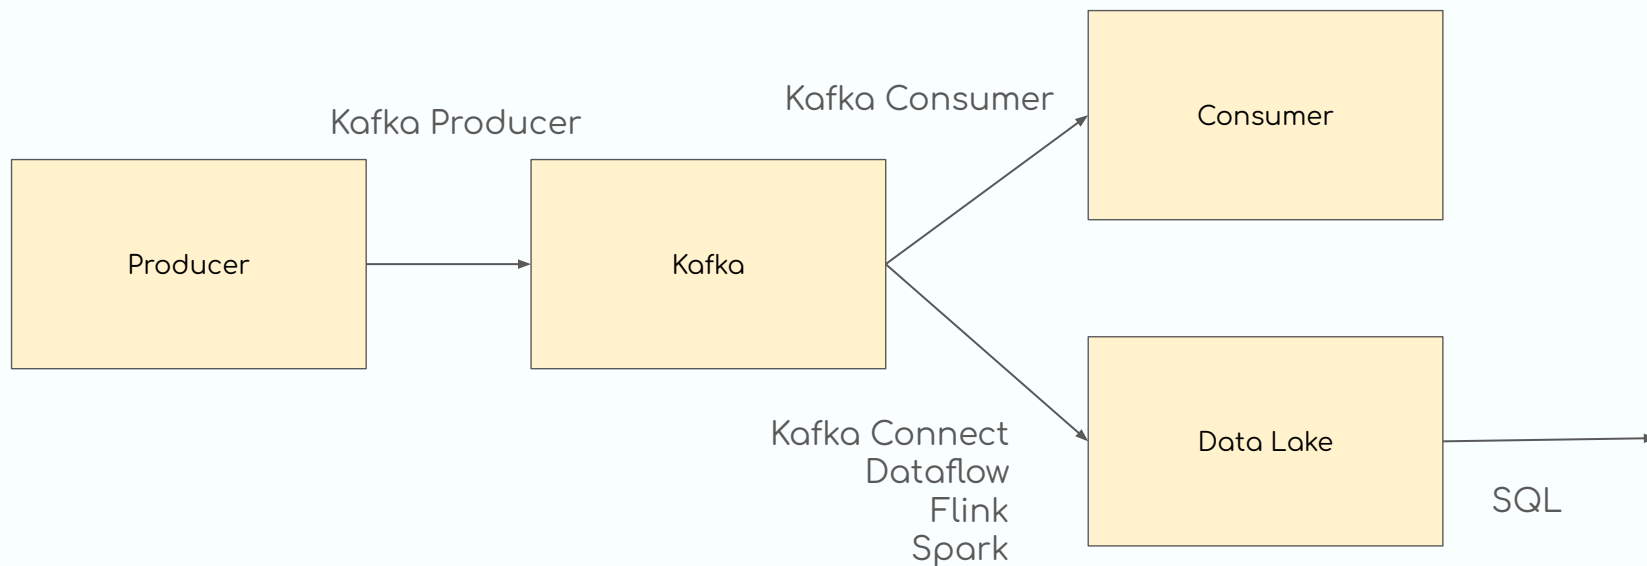 Kafka Producer
Kafka Consumer
Consumer
Producer
Kafka
Kafka Connect
Dataflow
Flink
Spark
Data Lake
SQL